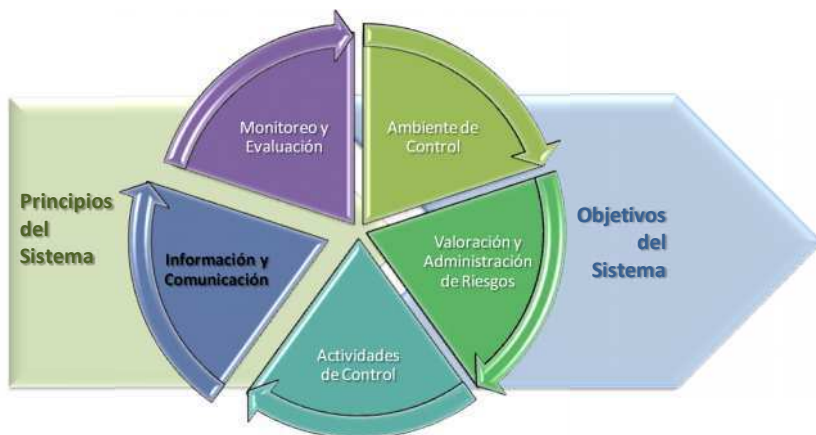 Principios
del
Sistema
Monitoreo y
Evaluación
Ambiente de
Control
Valoración y
Administración
de Riesgos
Actividades
de Control
Información y
Comunicación
Objetivos
del
Sistema